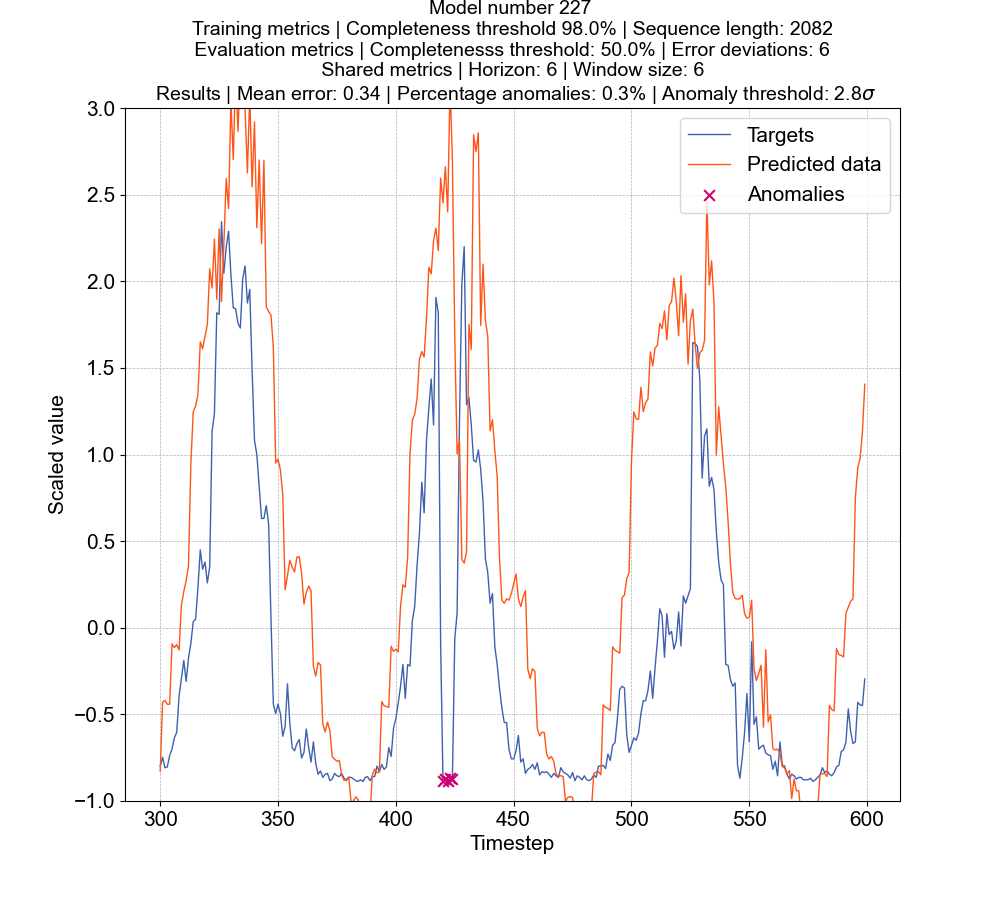 Model number 227
Training metrics | Completeness threshold 98.0% | Sequence length: 2082
Evaluation metrics | Completenesss threshold: 50.0% | Error deviations: 6
Shared metrics | Horizon: 6 | Window size: 6
Results | Mean error: 0.34 | Percentage anomalies: 0.3% | Anomaly threshold: 2.8σ
Targets
Predicted data
Anomalies
3.0
2.5
2.0
1.5
1.0
0.5
0.0
−0.5
−1.0
Scaled value
300
350
400
450
500
550
600
Timestep